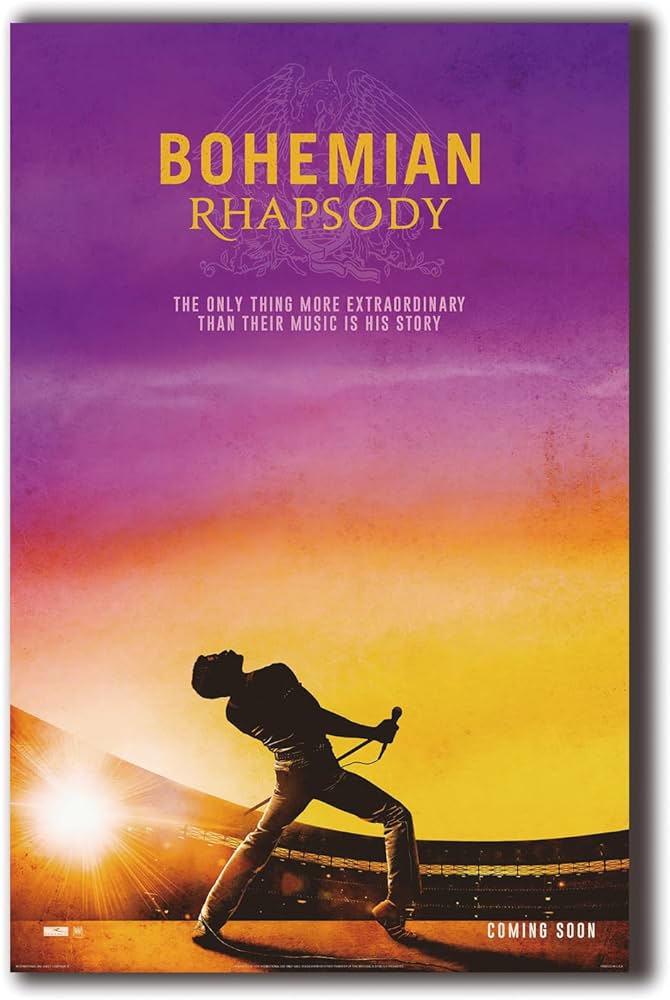 BOHEMIAN
RHAPSODY
THE ONLY THING MORE EXTRAORDINARY
THAN THEIR MUSIC IS HIS STORY
COMING SOON